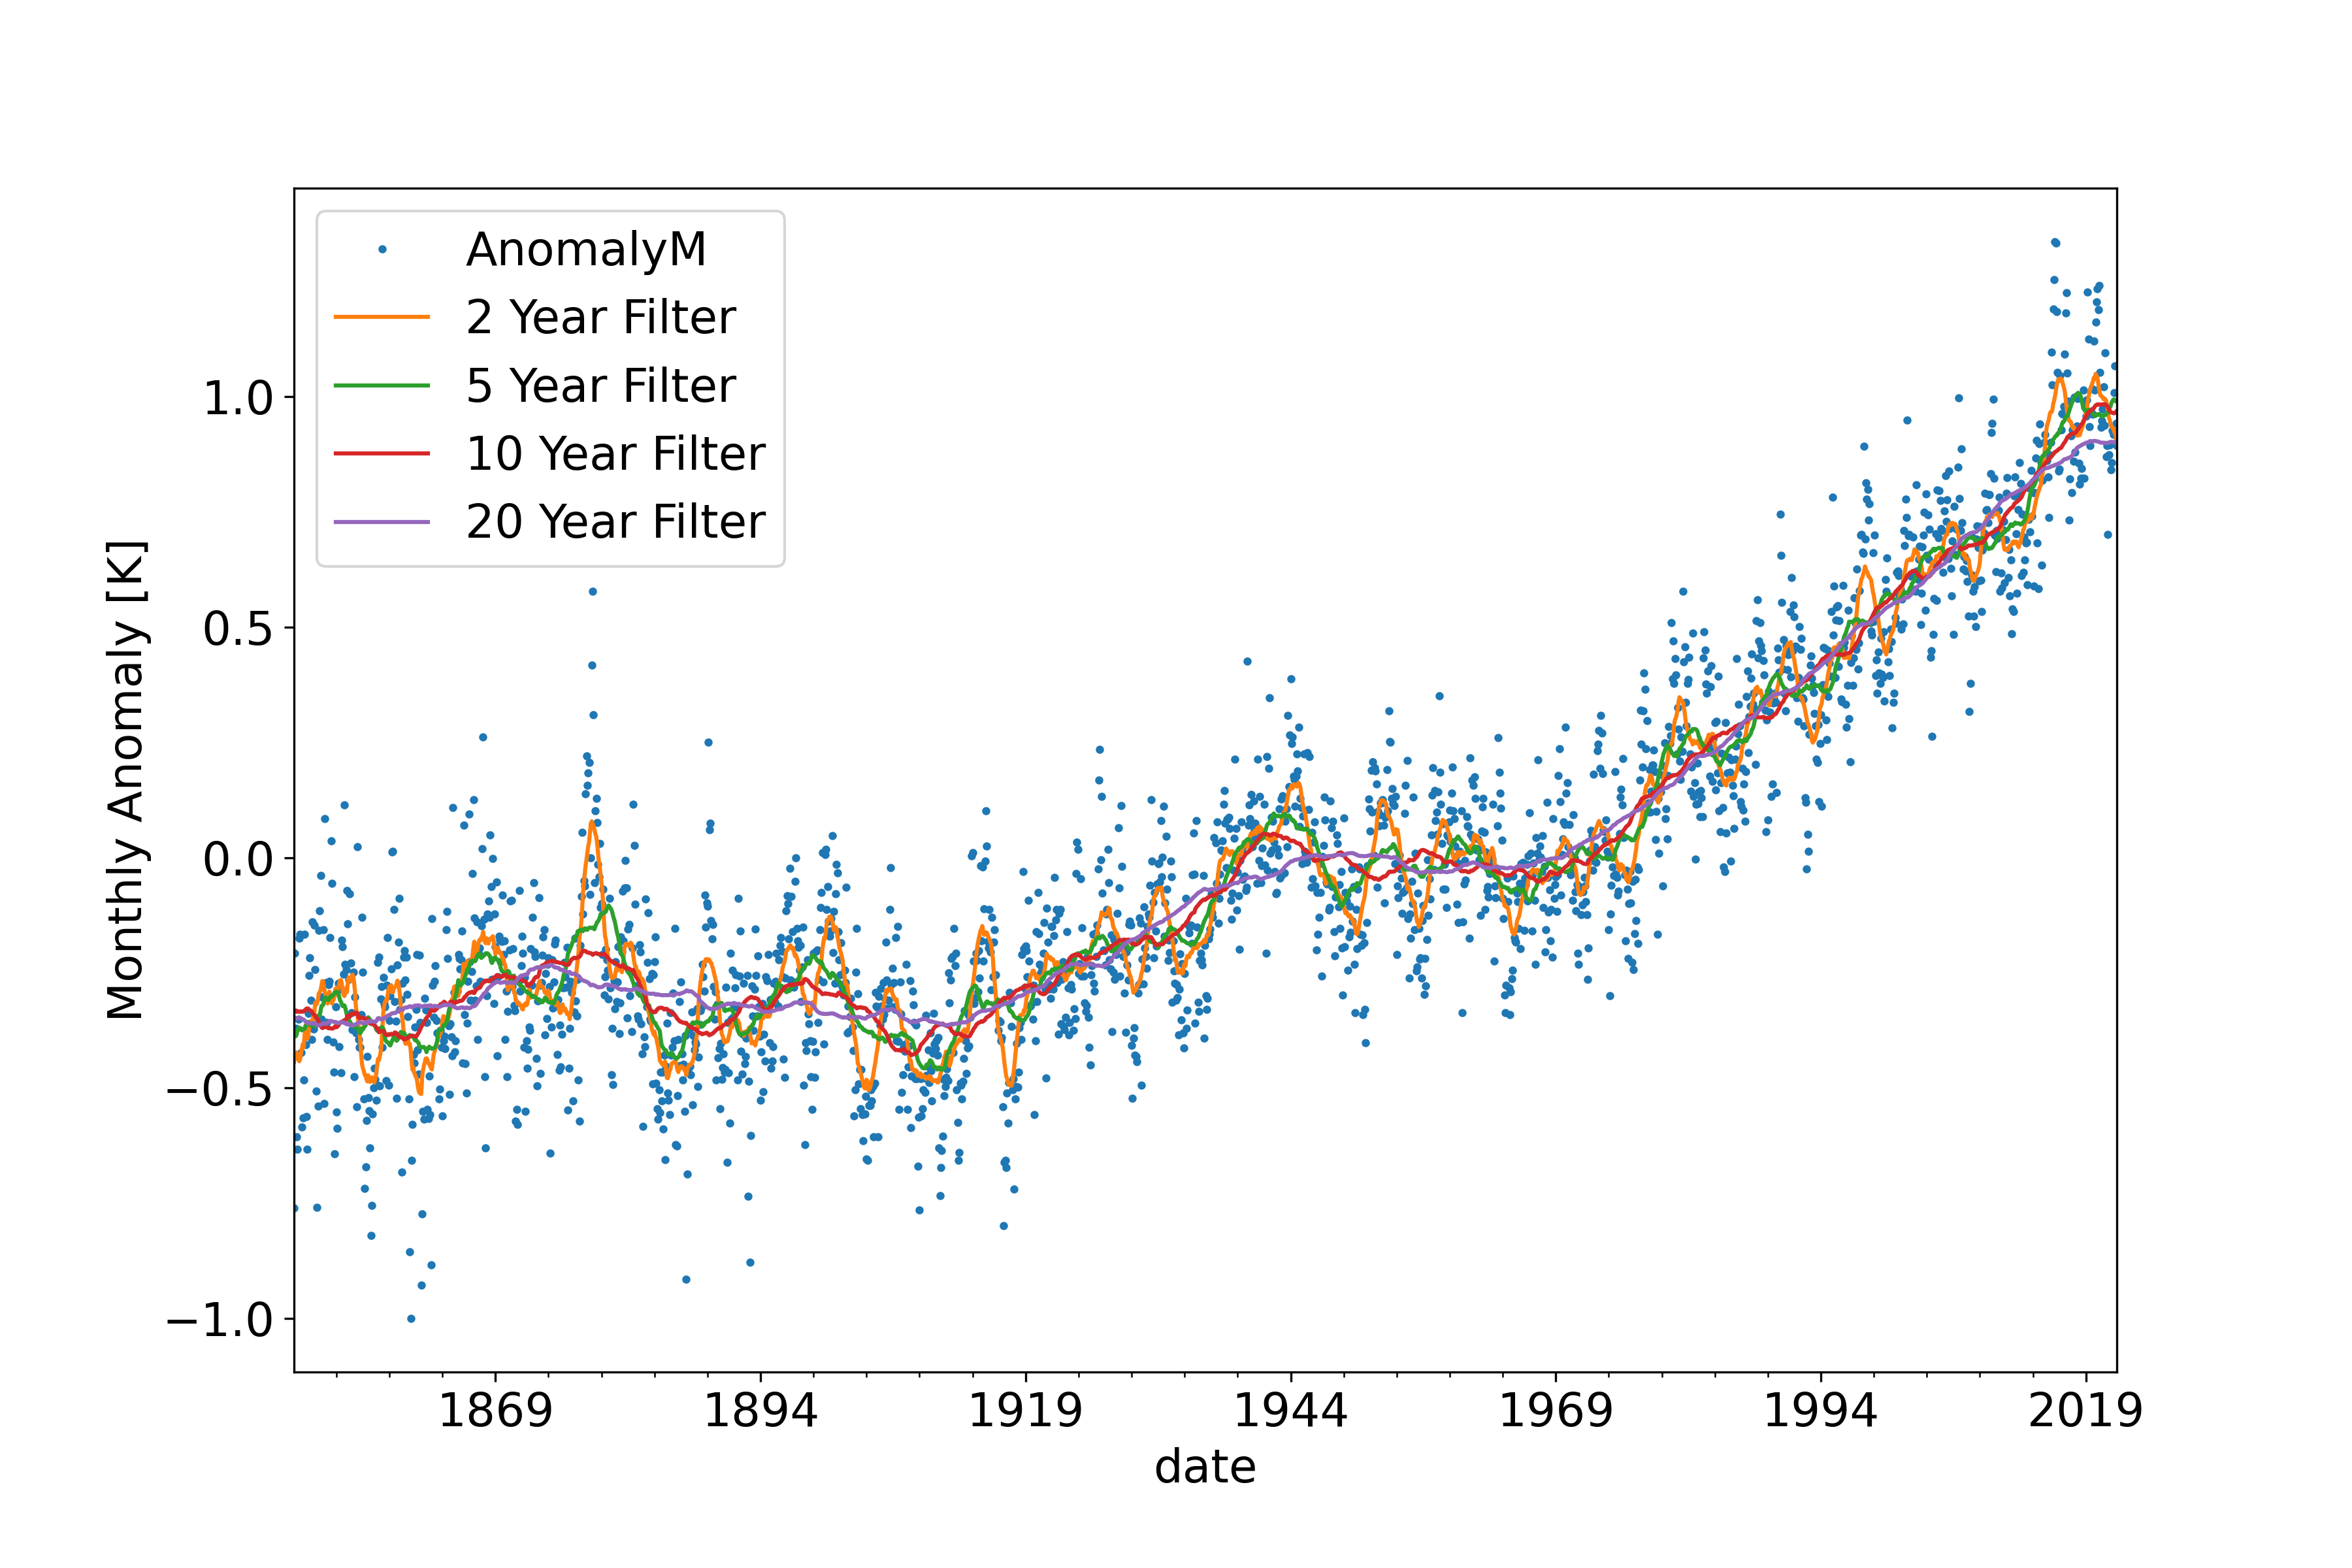 AnomalyM
2 Year Filter
5 Year Filter
10 Year Filter
20 Year Filter
Monthly Anomaly [K]
1.0
0.5
0.0
−0.5
−1.0
1869 1894 1919 1944 1969 1994 2019
date